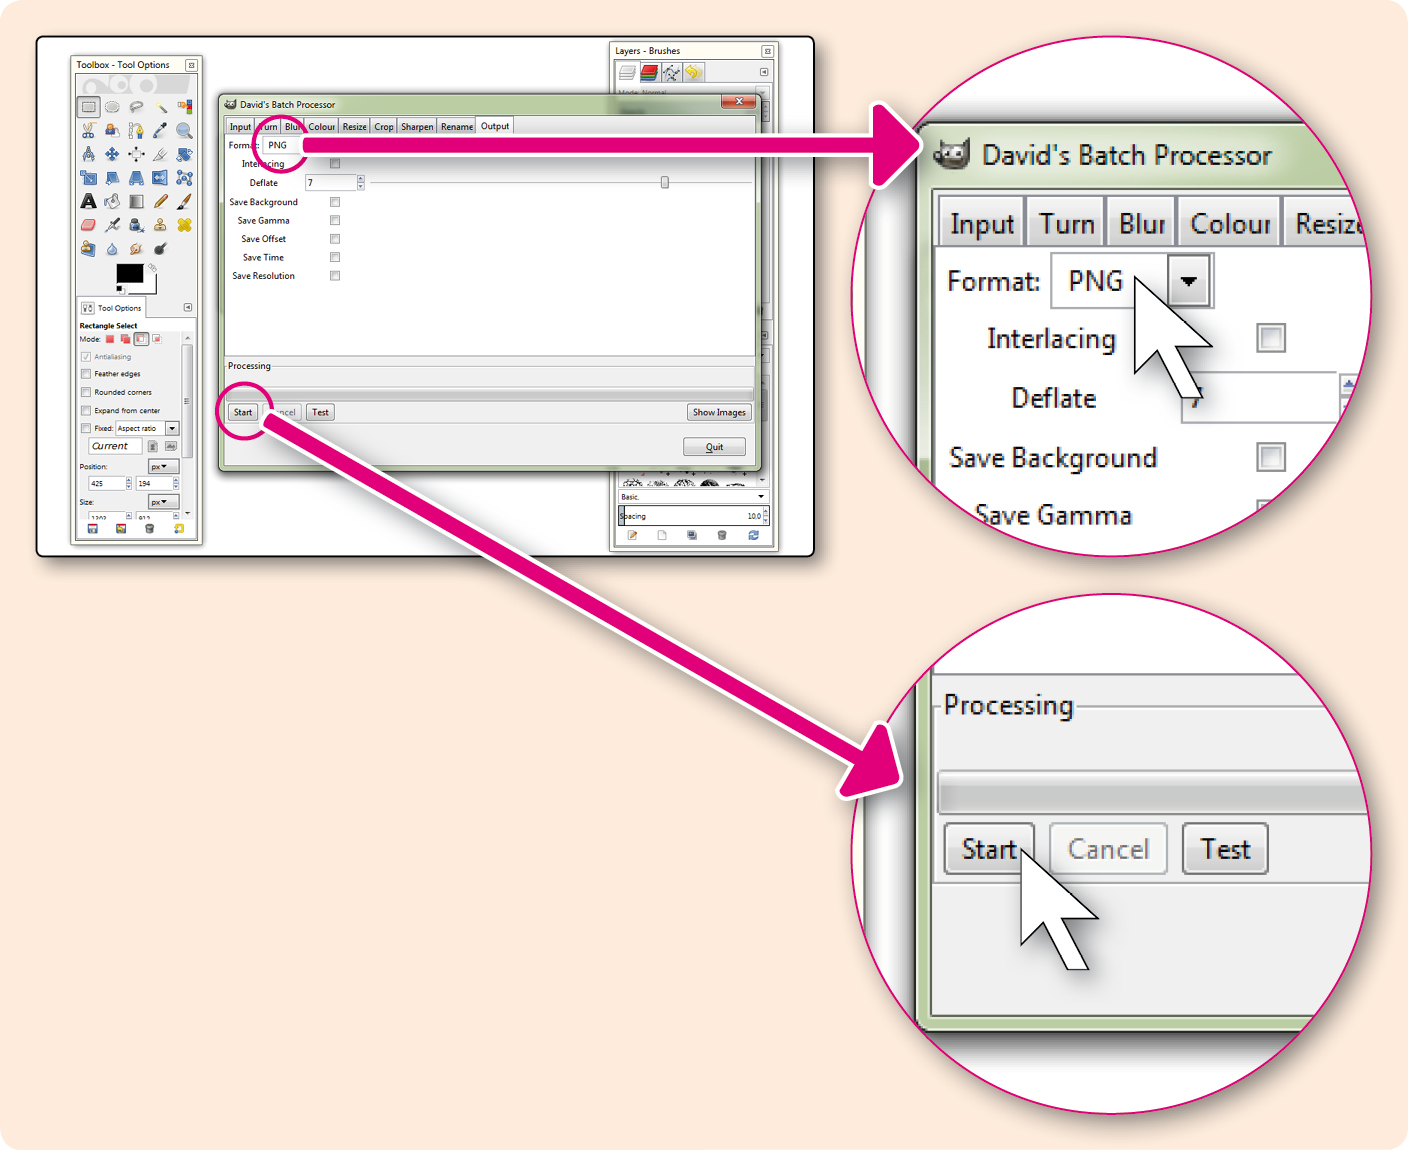 Toolbox - Tool Options
Tool Options
Rectangle Select
Mode:
Antialiasing
Feather edges
Rounded corners
Expand from center
Fixed: Aspect ratio
Current
Position: px
425 194
Size: px
Layers - Brushes
Mode: Normal
Basic,
Spacing 10.0
David's Batch Processor
Input Turn Blur Colour Resize Crop Sharpen Rename Output
Format: PNG
Interlacing
Deflate 7
Save Background
Save Gamma
Save Offset
Save Time
Save Resolution
Processing
Start Cancel Test Show Images
Quit
David's Batch Processor
Input Turn Blur Colour Resize
Format: PNG
Interlacing
Deflate 7
Save Background
Save Gamma
Processing
Start Cancel Test